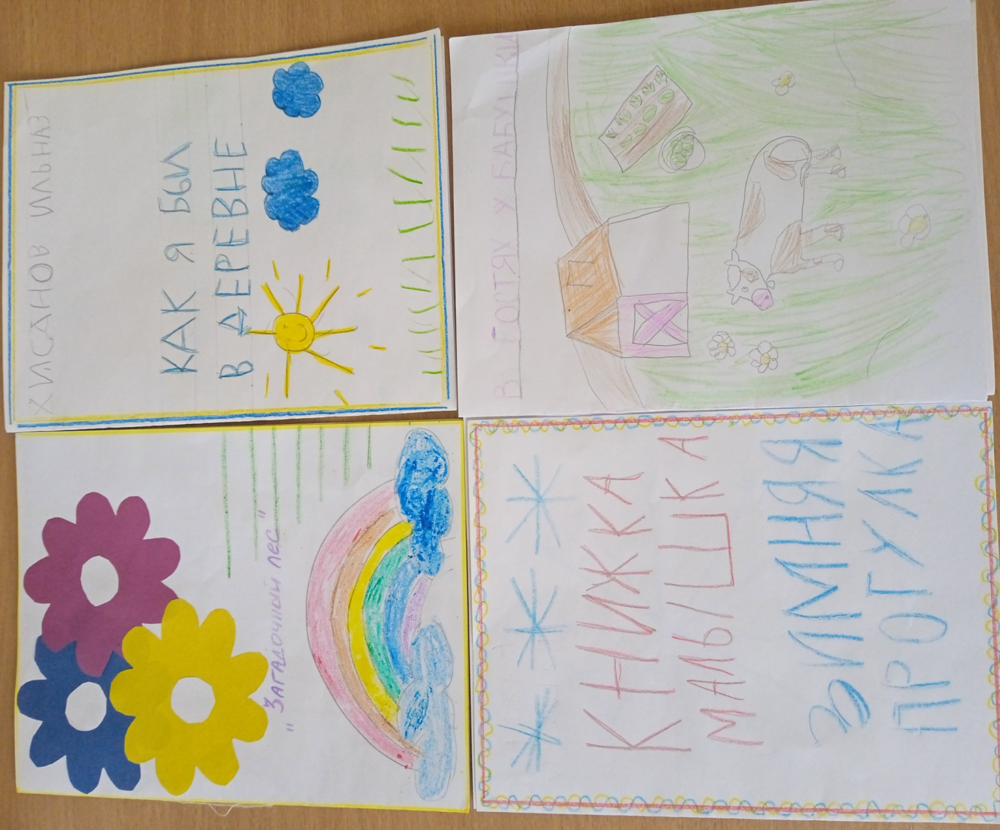 ХИСАНОВ ИЛЬНАЗ
КАК Я БЫЛ
В ДЕРЕВНЕ
В ГОСТЯХ У БАБУШКИ
"ЗАГАДОЧНЫЙ ЛЕС"
КНИЖКА
МАЛЫШКА
ЗИМНЯЯ
ПРОГУЛКА